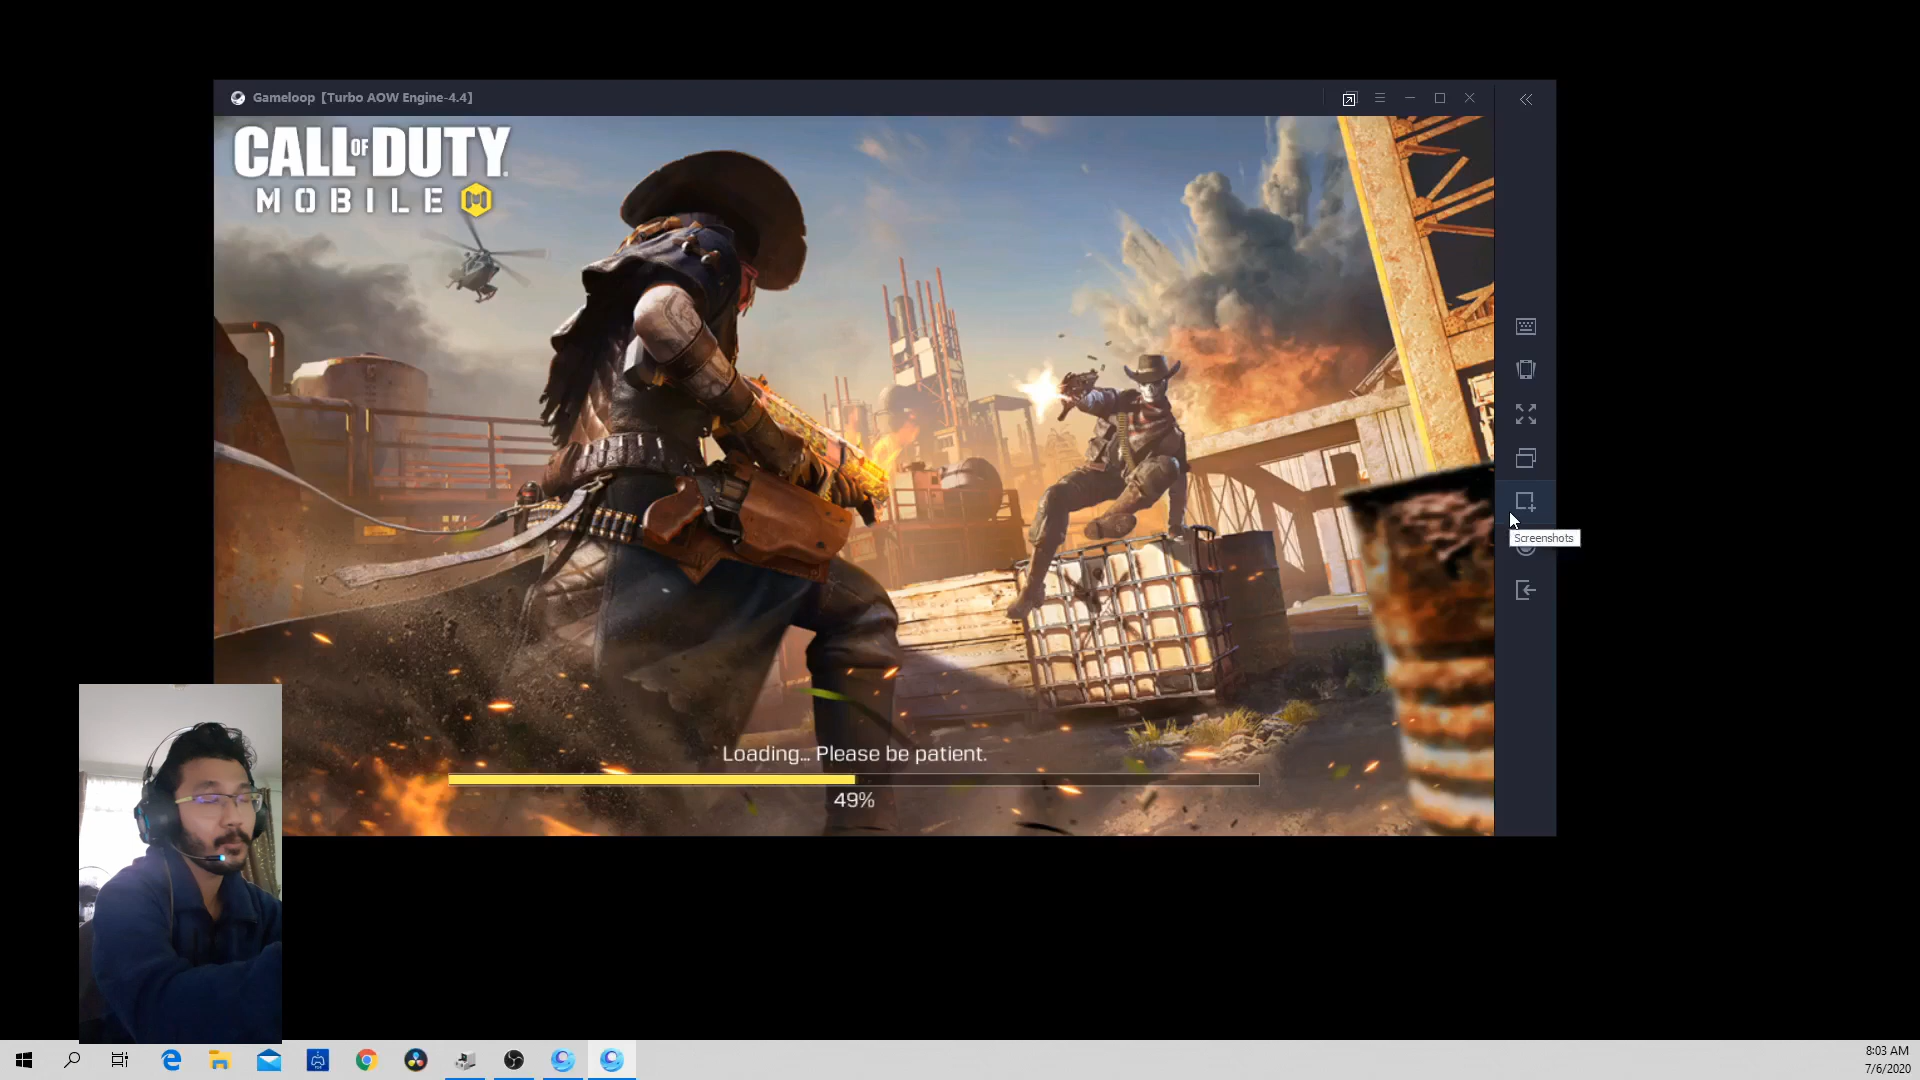 Gameloop [Turbo AOW Engine-4.4]
CALL OF DUTY
MOBILE
Screenshots
Loading... Please be patient.
49%
8:03 AM
7/6/2020